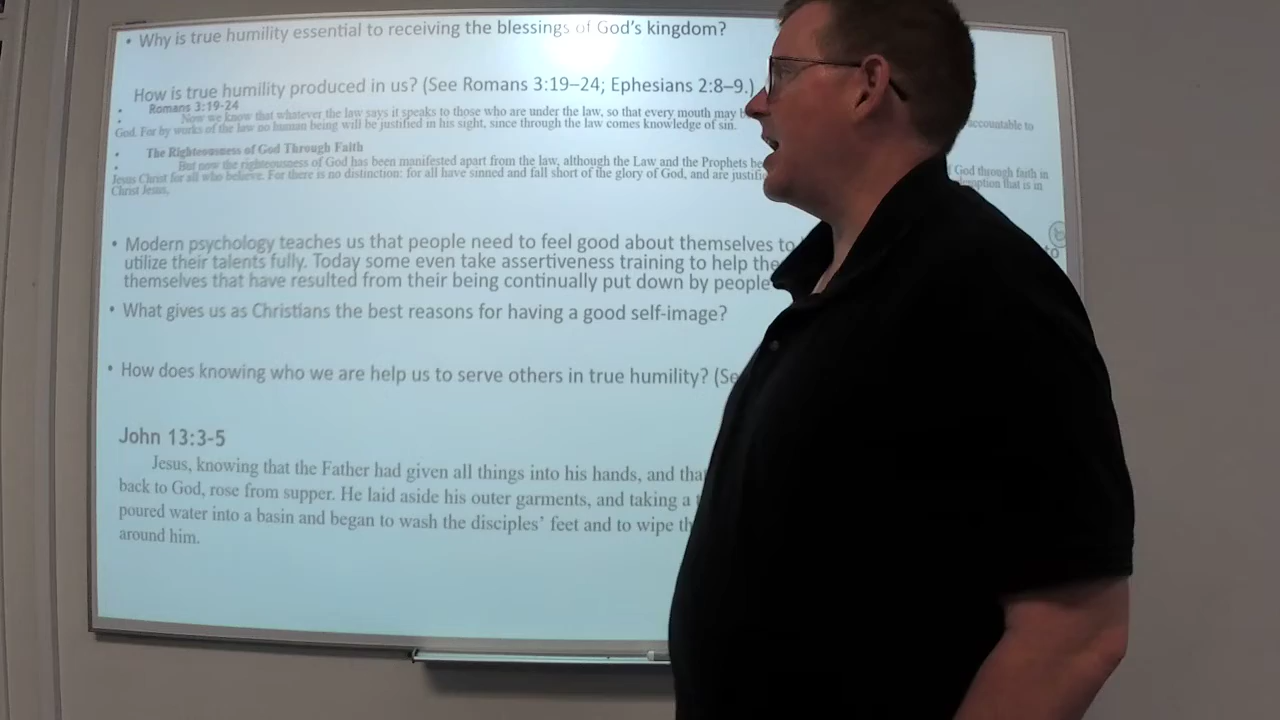 • Why is true humility essential to receiving the blessings of God's kingdom?
How is true humility produced in us? (See Romans 3:19–24; Ephesians 2:8–9.)
• Romans 3:19-24
• Now we know that whatever the law says it speaks to those who are under the law, so that every mouth may accountable to
God. For by works of the law no human being will be justified in his sight, since through the law comes knowledge of sin.
• The Righteousness of God Through Faith
• But now the righteousness of God has been manifested apart from the law, although the Law and the Prophets God through faith in
Jesus Christ for all who believe. For there is no distinction: for all have sinned and fall short of the glory of God, and are that is in
Christ Jesus,
• Modern psychology teaches us that people need to feel good about themselves to
utilize their talents fully. Today some even take assertiveness training to help
themselves that have resulted from their being continually put down by people
• What gives us as Christians the best reasons for having a good self-image?
• How does knowing who we are help us to serve others in true humility?
John 13:3-5
Jesus, knowing that the Father had given all things into his hands, and
back to God, rose from supper. He laid aside his outer garments, and taking a
poured water into a basin and began to wash the disciples' feet and to wipe
around him.